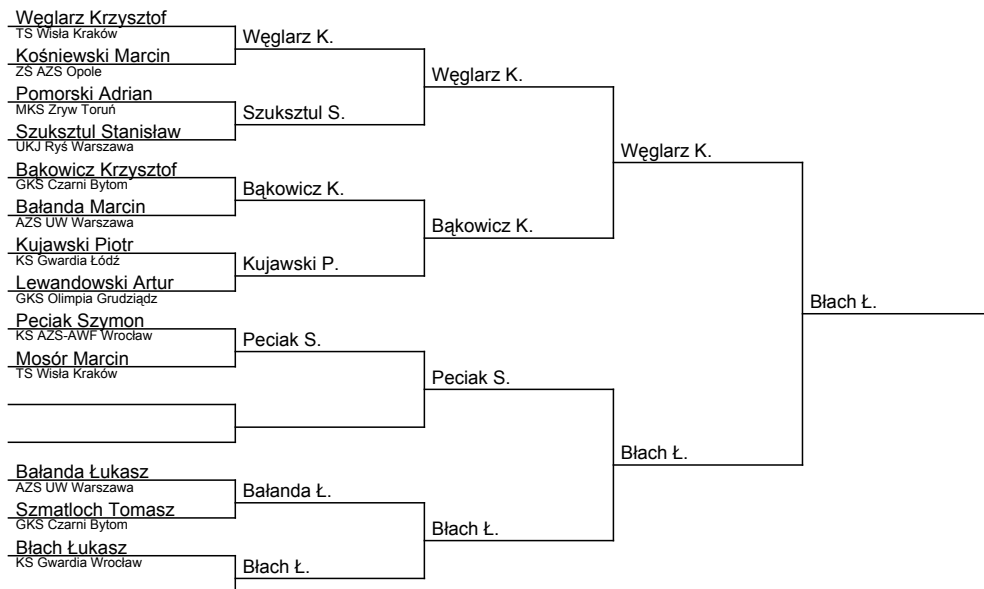 Węglarz Krzysztof
TS Wisła Kraków
Kośniewski Marcin
ZS AZS Opole
Pomorski Adrian
MKS Zryw Toruń
Szuksztul Stanisław
UKJ Ryś Warszawa
Bąkowicz Krzysztof
GKS Czarni Bytom
Bałanda Marcin
AZS UW Warszawa
Kujawski Piotr
KS Gwardia Łódź
Lewandowski Artur
GKS Olimpia Grudziądz
Peciak Szymon
KS AZS-AWF Wrocław
Mosór Marcin
TS Wisła Kraków
Bałanda Łukasz
AZS UW Warszawa
Szmatloch Tomasz
GKS Czarni Bytom
Błach Łukasz
KS Gwardia Wrocław
Węglarz K.
Szuksztul S.
Bąkowicz K.
Kujawski P.
Peciak S.
Bałanda Ł.
Błach Ł.
Węglarz K.
Bąkowicz K.
Peciak S.
Błach Ł.
Węglarz K.
Błach Ł.
Błach Ł.